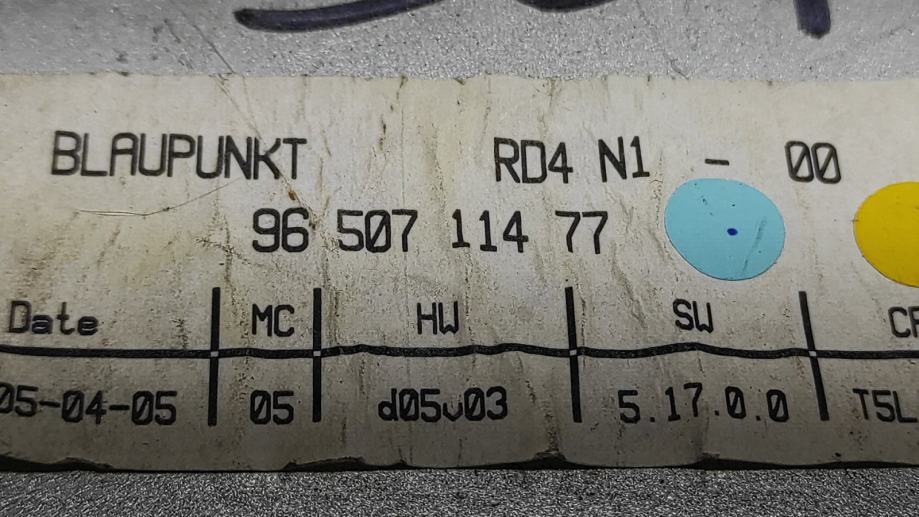 BLAUPUNKT RD4 N1 - 00
96 507 114 77
Date MC HW SW
05-04-05 05 d05v03 5.17.0.0